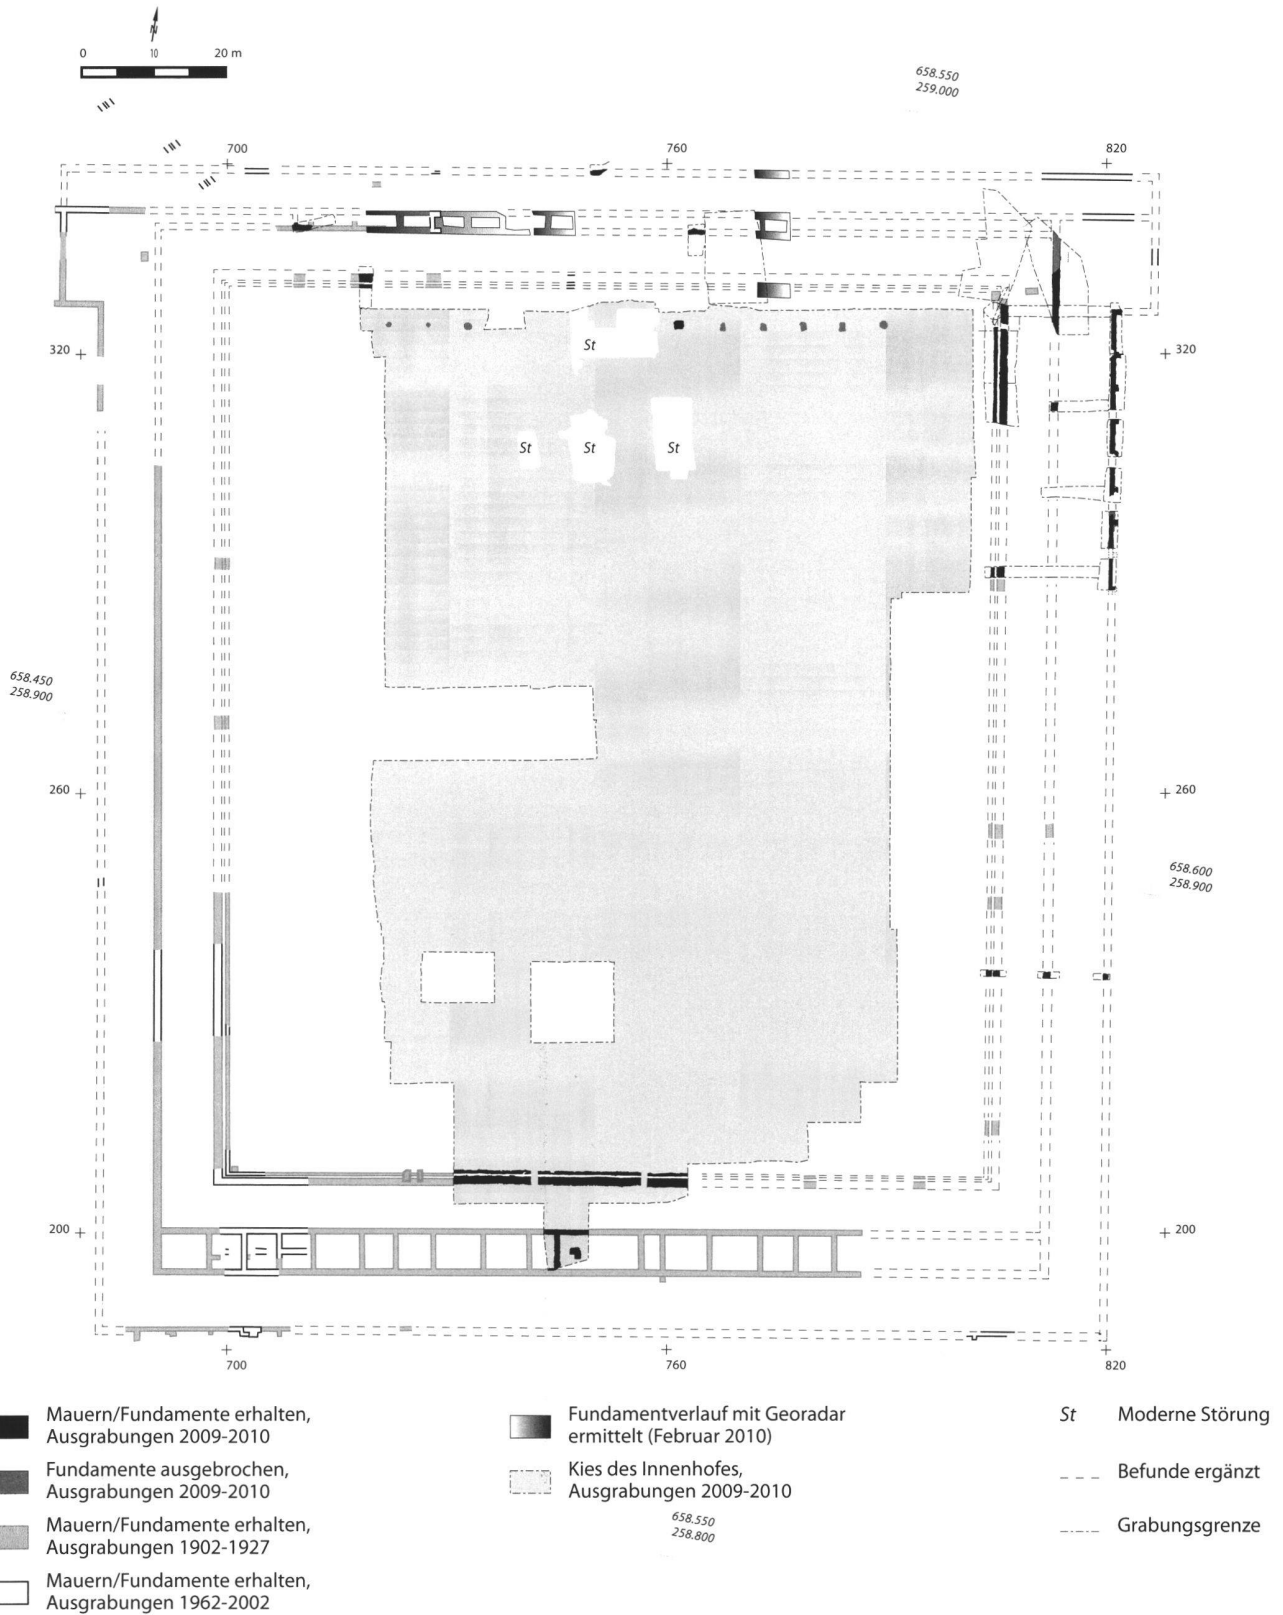 N
0 10 20 m
658.550
259.000
700 760 820
320 320
St
St St St
658.450
258.900
260 260
658.600
258.900
200 200
700 760 820
Mauern/Fundamente erhalten,
Ausgrabungen 2009-2010
Fundamente ausgebrochen,
Ausgrabungen 2009-2010
Mauern/Fundamente erhalten,
Ausgrabungen 1902-1927
Mauern/Fundamente erhalten,
Ausgrabungen 1962-2002
Fundamentverlauf mit Georadar
ermittelt (Februar 2010)
Kies des Innenhofes,
Ausgrabungen 2009-2010
658.550
258.800
St Moderne Störung
Befunde ergänzt
Grabungsgrenze